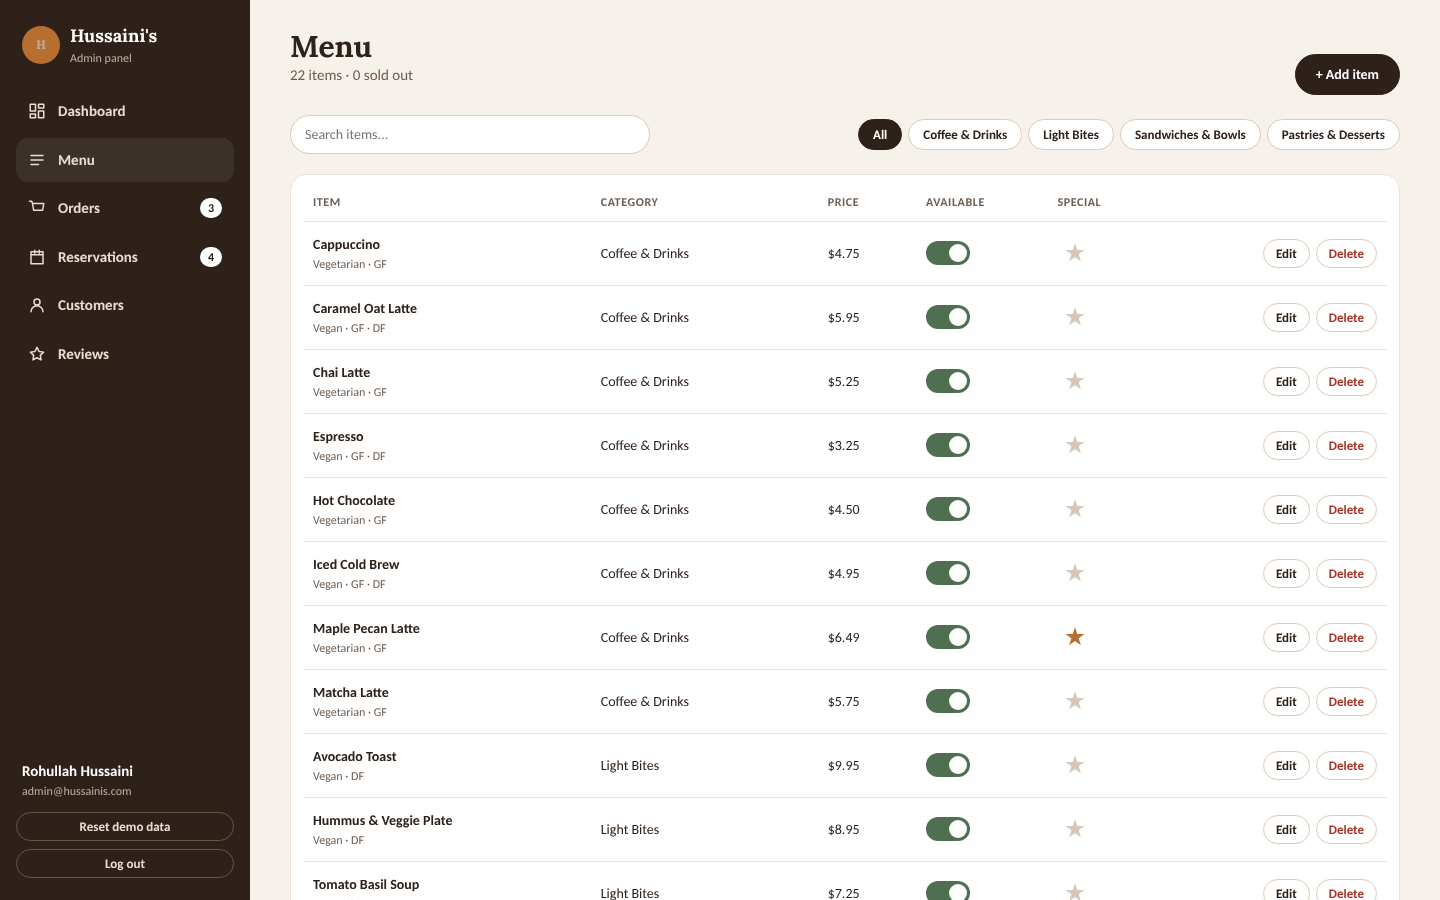 H
Hussaini's
Admin panel
Dashboard
Menu
Orders 3
Reservations 4
Customers
Reviews
Rohullah Hussaini
admin@hussainis.com
Reset demo data
Log out
Menu
22 items · 0 sold out
+ Add item
Search items...
All Coffee & Drinks Light Bites Sandwiches & Bowls Pastries & Desserts
ITEM CATEGORY PRICE AVAILABLE SPECIAL
Cappuccino
Vegetarian · GF
Coffee & Drinks $4.75 Edit Delete
Caramel Oat Latte
Vegan · GF · DF
Coffee & Drinks $5.95 Edit Delete
Chai Latte
Vegetarian · GF
Coffee & Drinks $5.25 Edit Delete
Espresso
Vegan · GF · DF
Coffee & Drinks $3.25 Edit Delete
Hot Chocolate
Vegetarian · GF
Coffee & Drinks $4.50 Edit Delete
Iced Cold Brew
Vegan · GF · DF
Coffee & Drinks $4.95 Edit Delete
Maple Pecan Latte
Vegetarian · GF
Coffee & Drinks $6.49 Edit Delete
Matcha Latte
Vegetarian · GF
Coffee & Drinks $5.75 Edit Delete
Avocado Toast
Vegan · DF
Light Bites $9.95 Edit Delete
Hummus & Veggie Plate
Vegan · DF
Light Bites $8.95 Edit Delete
Tomato Basil Soup
Light Bites $7.25 Edit Delete